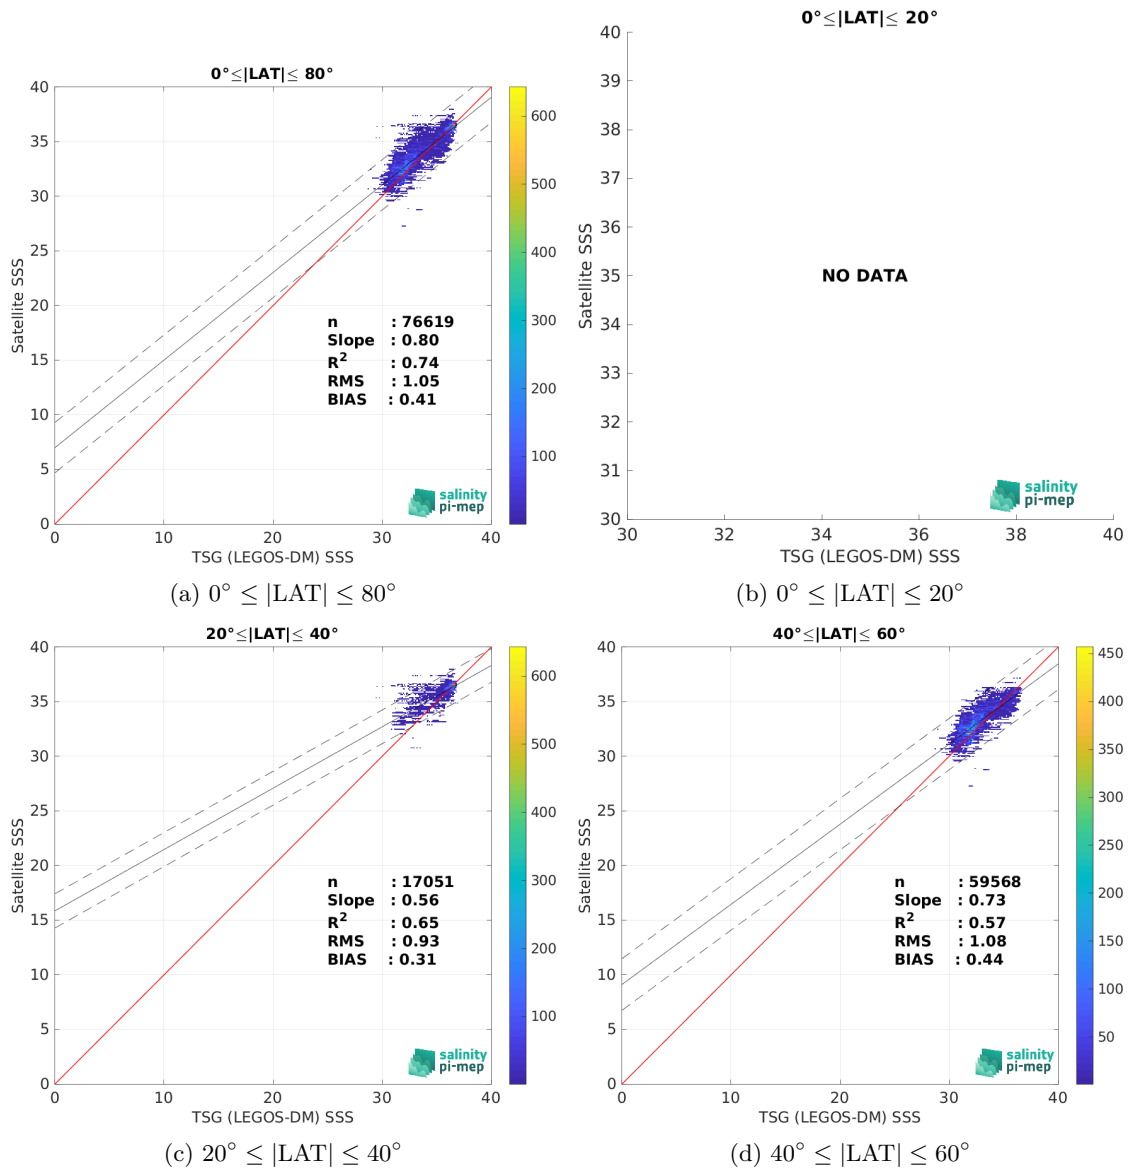 0°≤|LAT|≤ 80°
40
35
30
25
20
15
10
5
0
0
10
20
30
40
Satellite SSS
TSG (LEGOS-DM) SSS
n : 76619
Slope : 0.80
R2 : 0.74
RMS : 1.05
BIAS : 0.41
salinity
pi-mep
600
500
400
300
200
100
(a) 0° ≤ |LAT| ≤ 80°
0°≤|LAT|≤ 20°
40
39
38
37
36
35
34
33
32
31
30
30
32
34
36
38
40
Satellite SSS
TSG (LEGOS-DM) SSS
NO DATA
salinity
pi-mep
(b) 0° ≤ |LAT| ≤ 20°
20°≤|LAT|≤ 40°
40
35
30
25
20
15
10
5
0
0
10
20
30
40
Satellite SSS
TSG (LEGOS-DM) SSS
n : 17051
Slope : 0.56
R2 : 0.65
RMS : 0.93
BIAS : 0.31
salinity
pi-mep
600
500
400
300
200
100
(c) 20° ≤ |LAT| ≤ 40°
40°≤|LAT|≤ 60°
40
35
30
25
20
15
10
5
0
0
10
20
30
40
Satellite SSS
TSG (LEGOS-DM) SSS
n : 59568
Slope : 0.73
R2 : 0.57
RMS : 1.08
BIAS : 0.44
salinity
pi-mep
450
400
350
300
250
200
150
100
50
(d) 40° ≤ |LAT| ≤ 60°